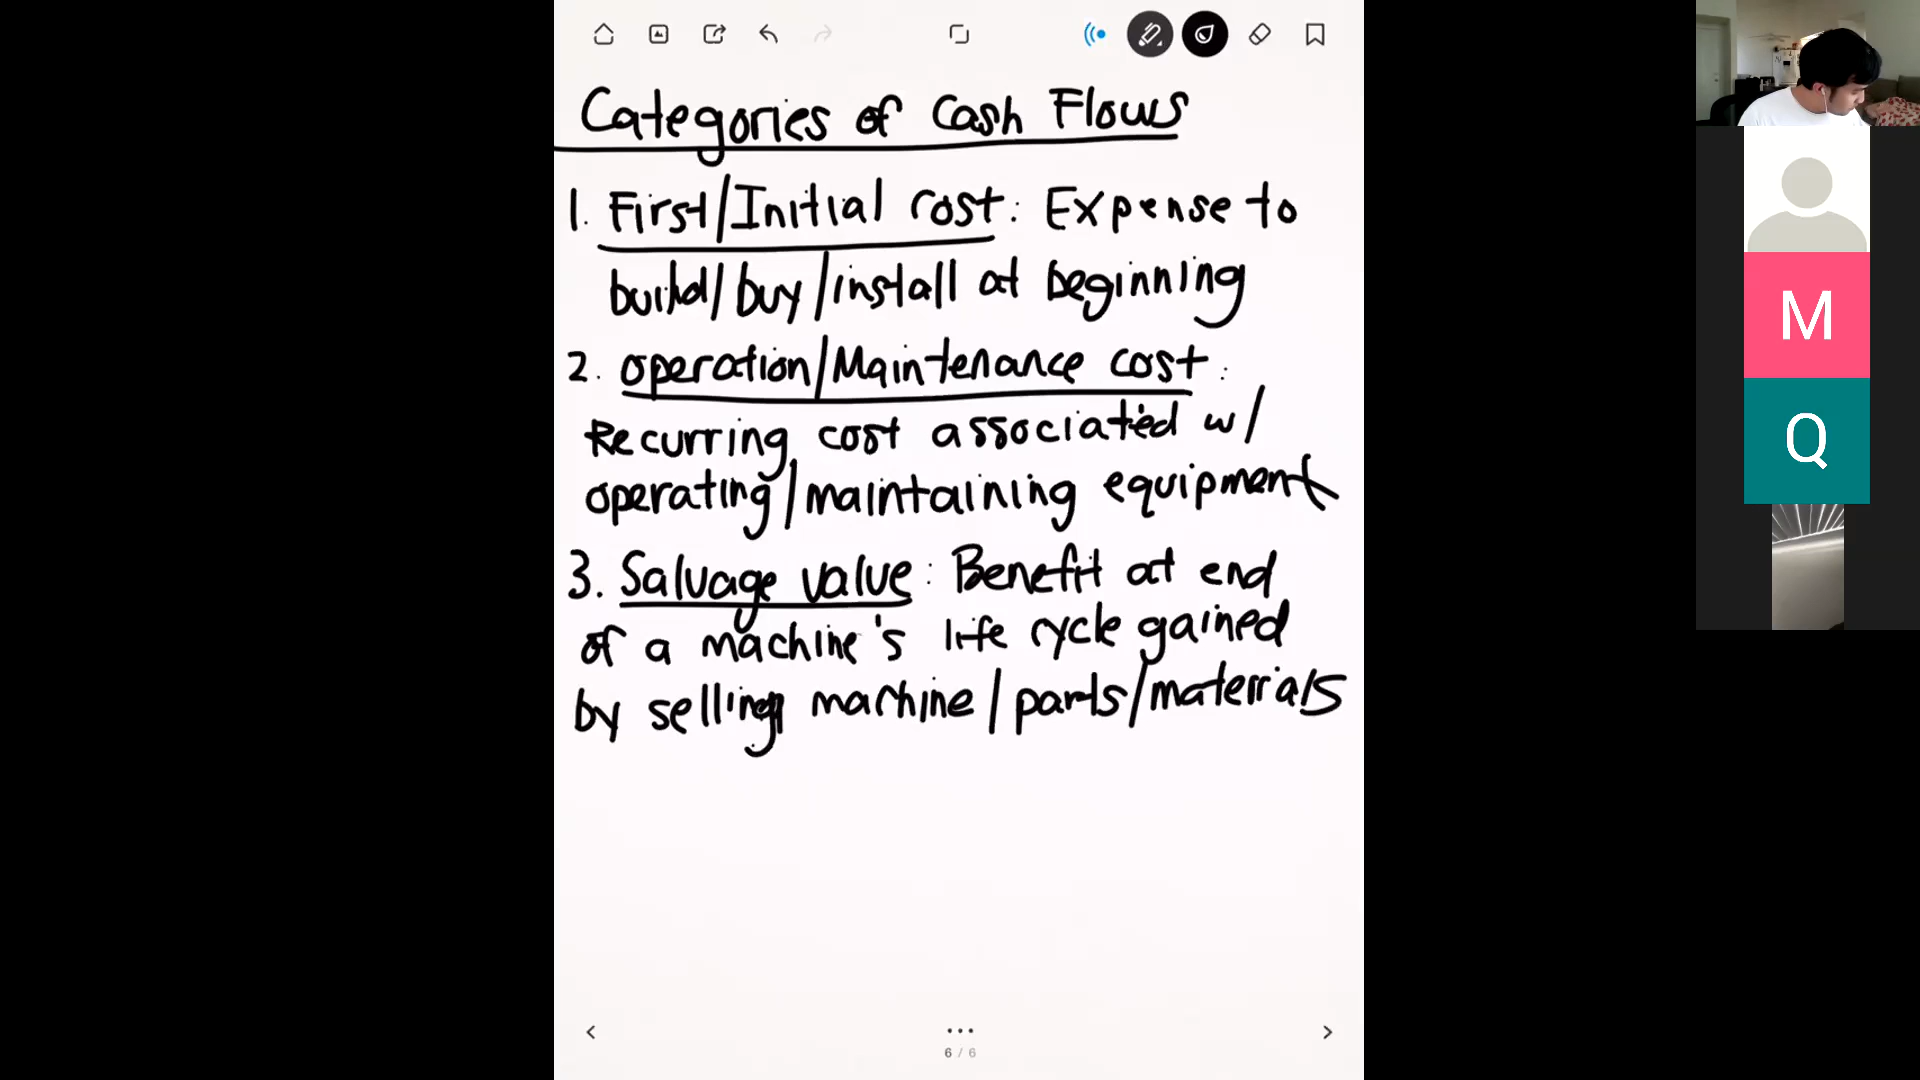 Categories of Cash Flows
1. First/Initial cost: Expense to
build/buy/install at beginning
2. Operation/Maintenance cost:
Recurring cost associated w/
operating/maintaining equipment
3. Salvage value: Benefit at end
of a machine's life cycle gained
by selling machine/parts/materials
6 / 6
M
Q